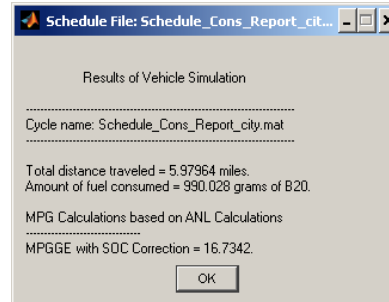 Schedule File: Schedule_Cons_Report_cit...
Results of Vehicle Simulation
--------------------------------------------------------------------------------
Cycle name: Schedule_Cons_Report_city.mat
--------------------------------------------------------------------------------
Total distance traveled = 5.97964 miles.
Amount of fuel consumed = 990.028 grams of B20.
MPG Calculations based on ANL Calculations
----------------------------------
MPGGE with SOC Correction = 16.7342.
OK